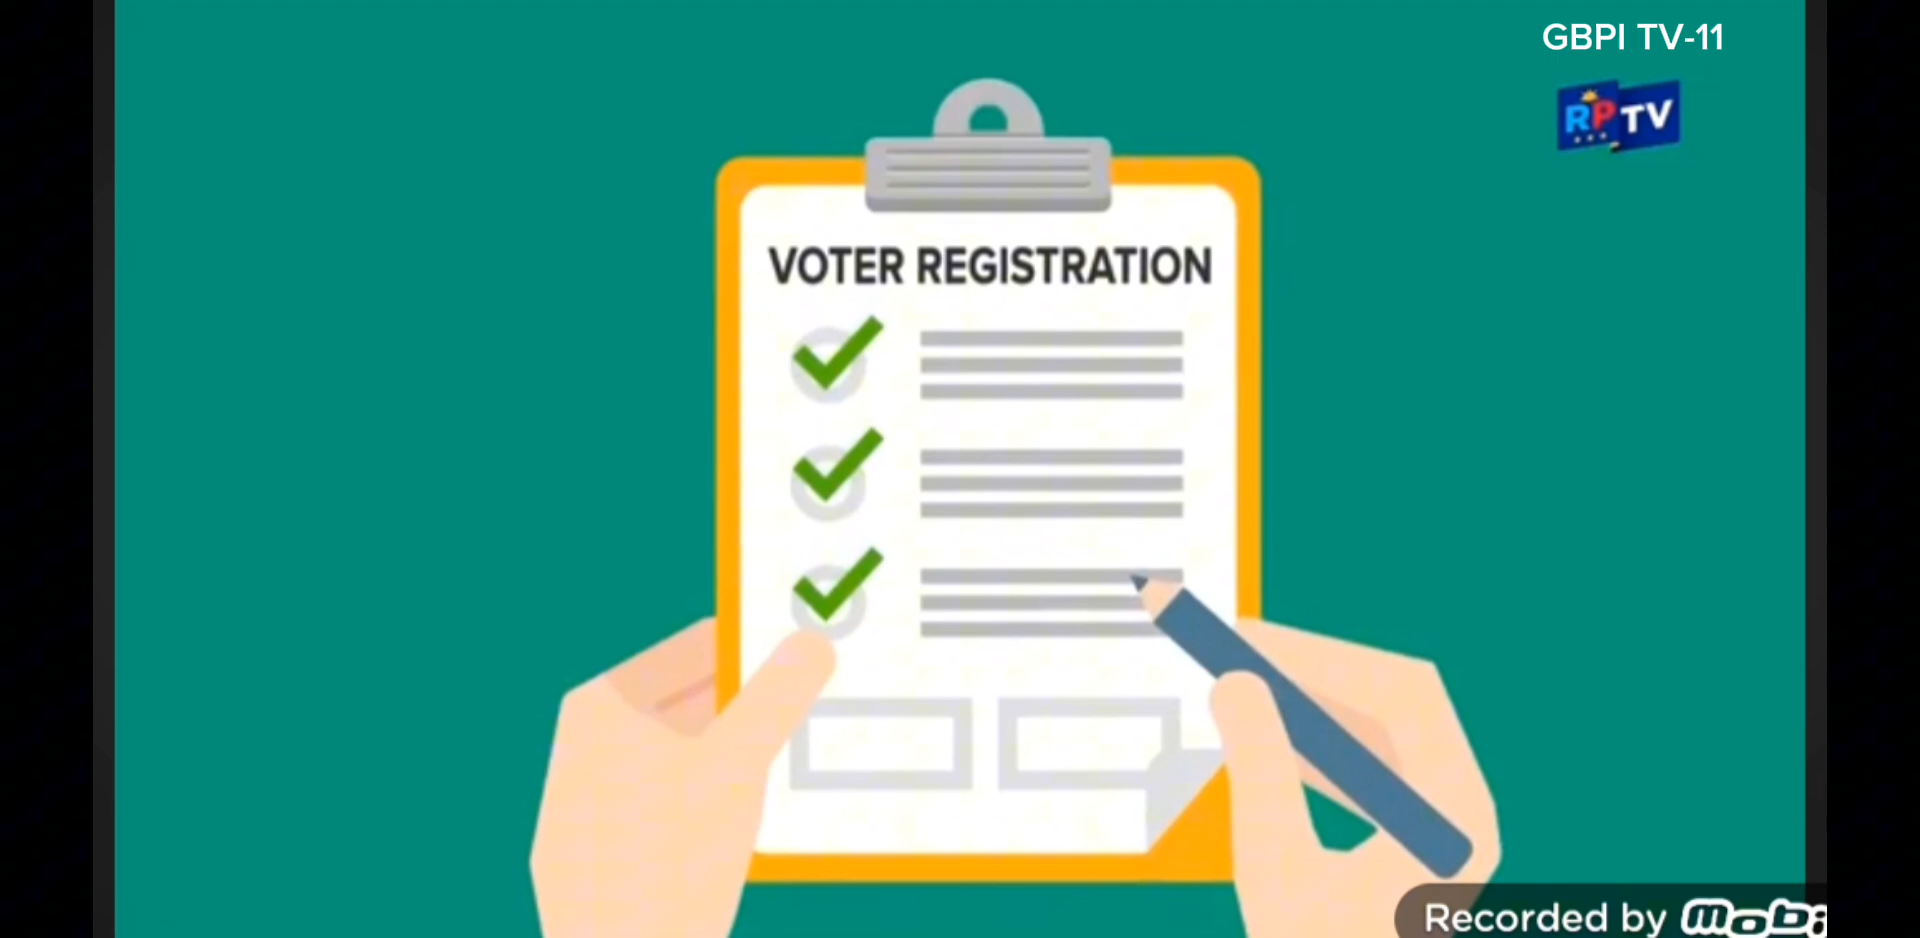 GBPI TV-11
RPTV
VOTER REGISTRATION
Recorded by